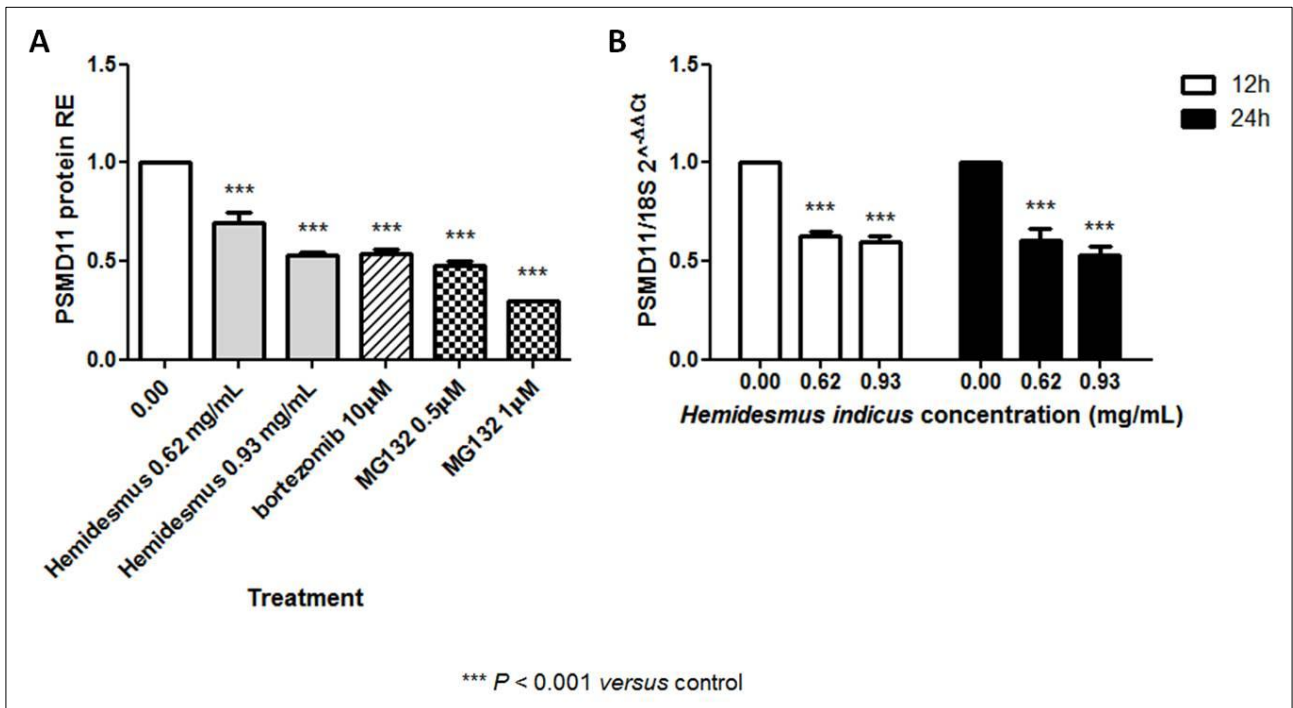 A
PSMD11 protein RE
1.5
1.0
0.5
0.0
***
***
***
***
***
0.00
Hemidesmus 0.62 mg/mL
Hemidesmus 0.93 mg/mL
bortezomib 10µM
MG132 0.5µM
MG132 1µM
Treatment
B
PSMD11/18S 2^-ΔΔCt
1.5
1.0
0.5
0.0
***
***
***
***
0.00 0.62 0.93 0.00 0.62 0.93
Hemidesmus indicus concentration (mg/mL)
12h
24h
*** P < 0.001 versus control